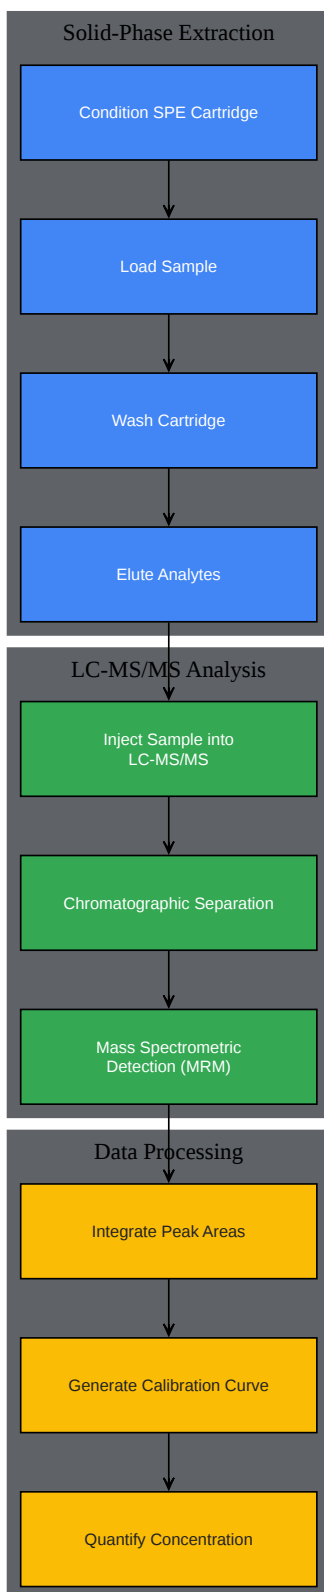 Solid-Phase Extraction
Condition SPE Cartridge
Load Sample
Wash Cartridge
Elute Analytes
LC-MS/MS Analysis
Inject Sample into
LC-MS/MS
Chromatographic Separation
Mass Spectrometric
Detection (MRM)
Data Processing
Integrate Peak Areas
Generate Calibration Curve
Quantify Concentration